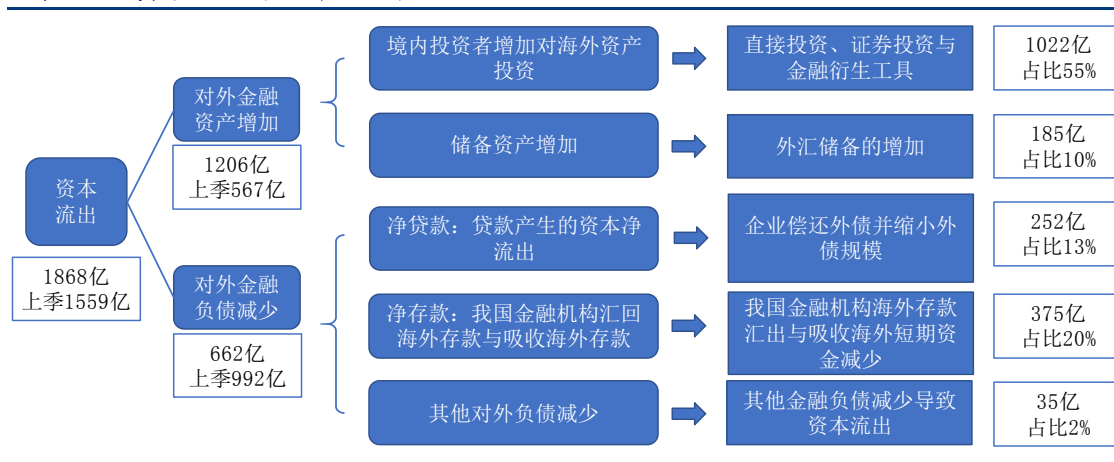 资本
流出
1868亿
上季1559亿
对外金融
资产增加
1206亿
上季567亿
对外金融
负债减少
662亿
上季992亿
境内投资者增加对海外资产
投资
直接投资、证券投资与
金融衍生工具
1022亿
占比55%
储备资产增加
外汇储备的增加
185亿
占比10%
净贷款：贷款产生的资本净
流出
企业偿还外债并缩小外
债规模
252亿
占比13%
净存款：我国金融机构汇回
海外存款与吸收海外存款
我国金融机构海外存款
汇出与吸收海外短期资
金减少
375亿
占比20%
其他对外负债减少
其他金融负债减少导致
资本流出
35亿
占比2%